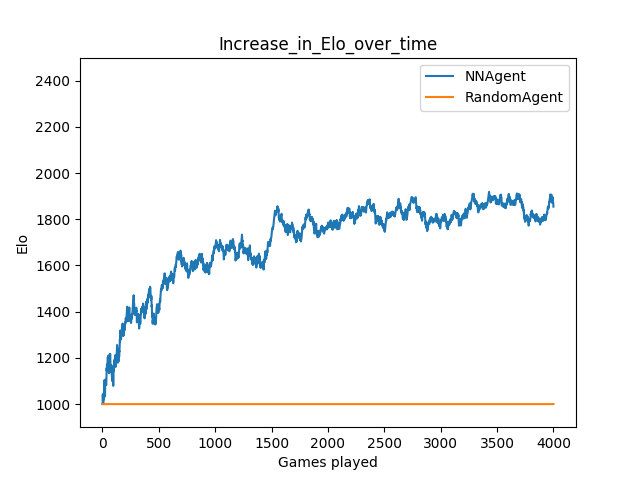 Increase_in_Elo_over_time
NNAgent
RandomAgent
2400
2200
2000
1800
1600
1400
1200
1000
Elo
0 500 1000 1500 2000 2500 3000 3500 4000
Games played